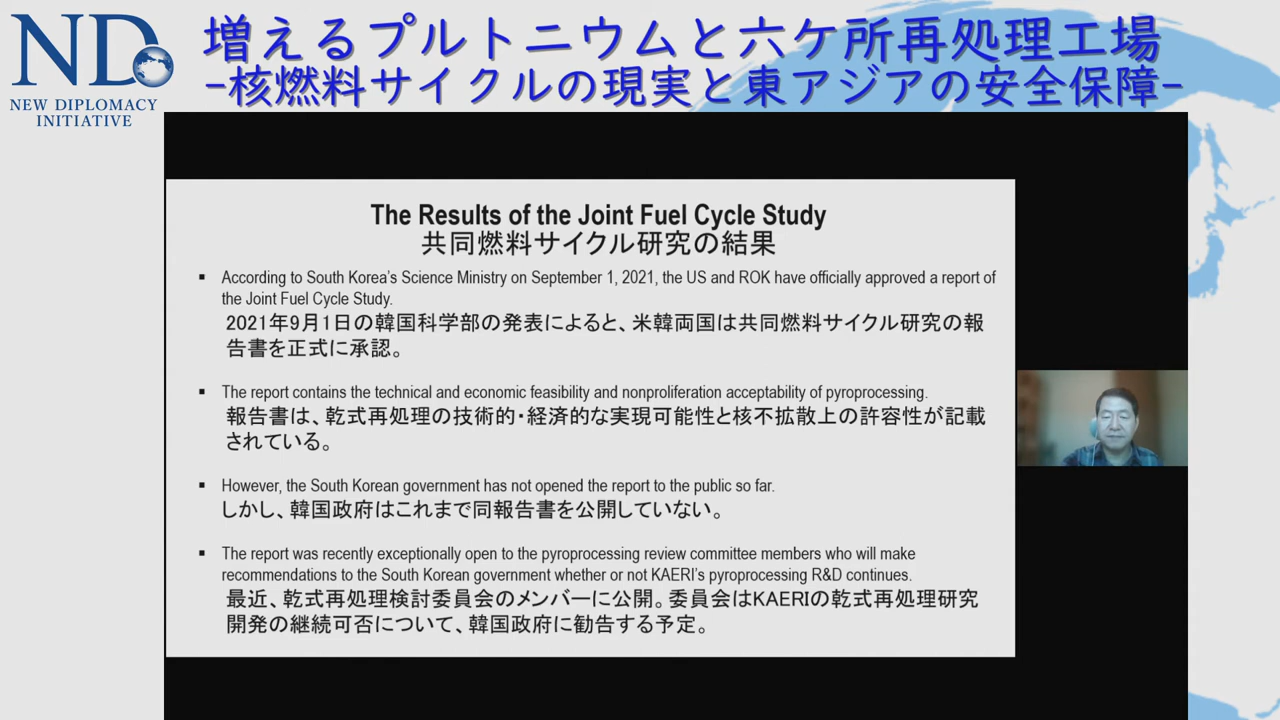 ND
NEW DIPLOMACY
INITIATIVE
増えるプルトニウムと六ケ所再処理工場
-核燃料サイクルの現実と東アジアの安全保障-
The Results of the Joint Fuel Cycle Study
共同燃料サイクル研究の結果
▪ According to South Korea's Science Ministry on September 1, 2021, the US and ROK have officially approved a report of
the Joint Fuel Cycle Study.
2021年9月1日の韓国科学部の発表によると、米韓両国は共同燃料サイクル研究の報
告書を正式に承認。
▪ The report contains the technical and economic feasibility and nonproliferation acceptability of pyroprocessing.
報告書は、乾式再処理の技術的・経済的な実現可能性と核不拡散上の許容性が記載
されている。
▪ However, the South Korean government has not opened the report to the public so far.
しかし、韓国政府はこれまで同報告書を公開していない。
▪ The report was recently exceptionally open to the pyroprocessing review committee members who will make
recommendations to the South Korean government whether or not KAERI's pyroprocessing R&D continues.
最近、乾式再処理検討委員会のメンバーに公開。委員会はKAERIの乾式再処理研究
開発の継続可否について、韓国政府に勧告する予定。